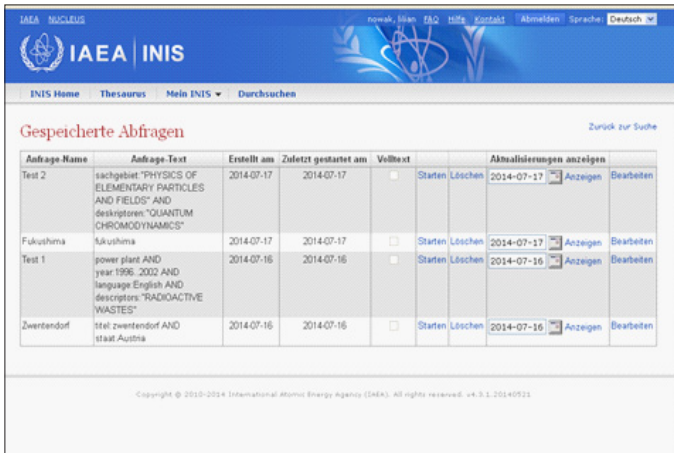 IAEA NUCLEUS nowak, lilian FAQ Hilfe Kontakt Abmelden Sprache: Deutsch
IAEA | INIS
INIS Home Thesaurus Mein INIS Durchsuchen
Zurück zur Suche
Gespeicherte Abfragen
Anfrage-Name Anfrage-Text Erstellt am Zuletzt gestartet am Volltext Aktualisierungen anzeigen
Test 2 sachgebiet:"PHYSICS OF 2014-07-17 2014-07-17 Starten Löschen 2014-07-17 Anzeigen Bearbeiten
ELEMENTARY PARTICLES
AND FIELDS" AND
deskriptoren:"QUANTUM
CHROMODYNAMICS"
Fukushima fukushima 2014-07-17 2014-07-17 Starten Löschen 2014-07-17 Anzeigen Bearbeiten
Test 1 power plant AND 2014-07-16 2014-07-16 Starten Löschen 2014-07-16 Anzeigen Bearbeiten
year:1996..2002 AND
language:English AND
descriptors:"RADIOACTIVE
WASTES"
Zwentendorf titel:zwentendorf AND 2014-07-16 2014-07-16 Starten Löschen 2014-07-16 Anzeigen Bearbeiten
staat:Austria
Copyright @ 2010-2014 International Atomic Energy Agency (IAEA). All rights reserved. v4.3.1.20140521